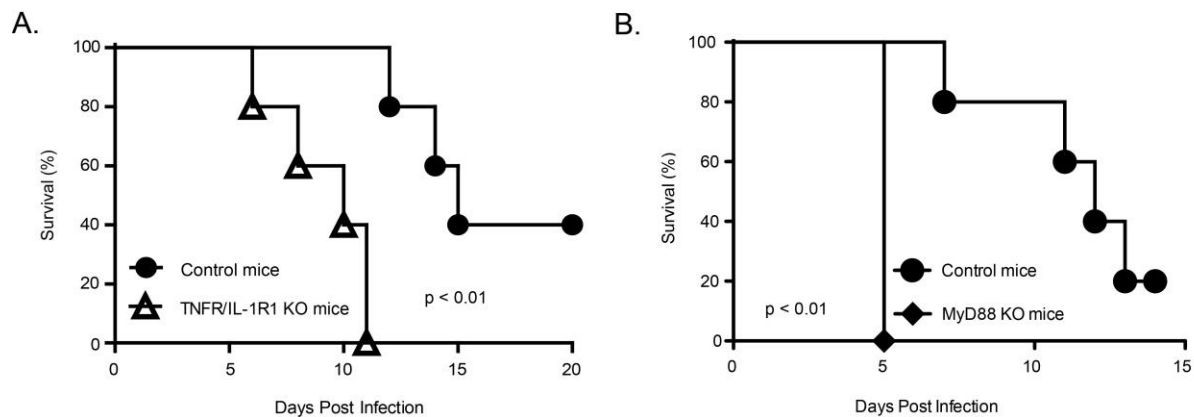 A.
100
80
60
40
20
0
Survival (%)
Control mice
TNFR/IL-1R1 KO mice
p < 0.01
0 5 10 15 20
Days Post Infection
B.
100
80
60
40
20
0
Survival (%)
p < 0.01
Control mice
MyD88 KO mice
0 5 10 15
Days Post Infection